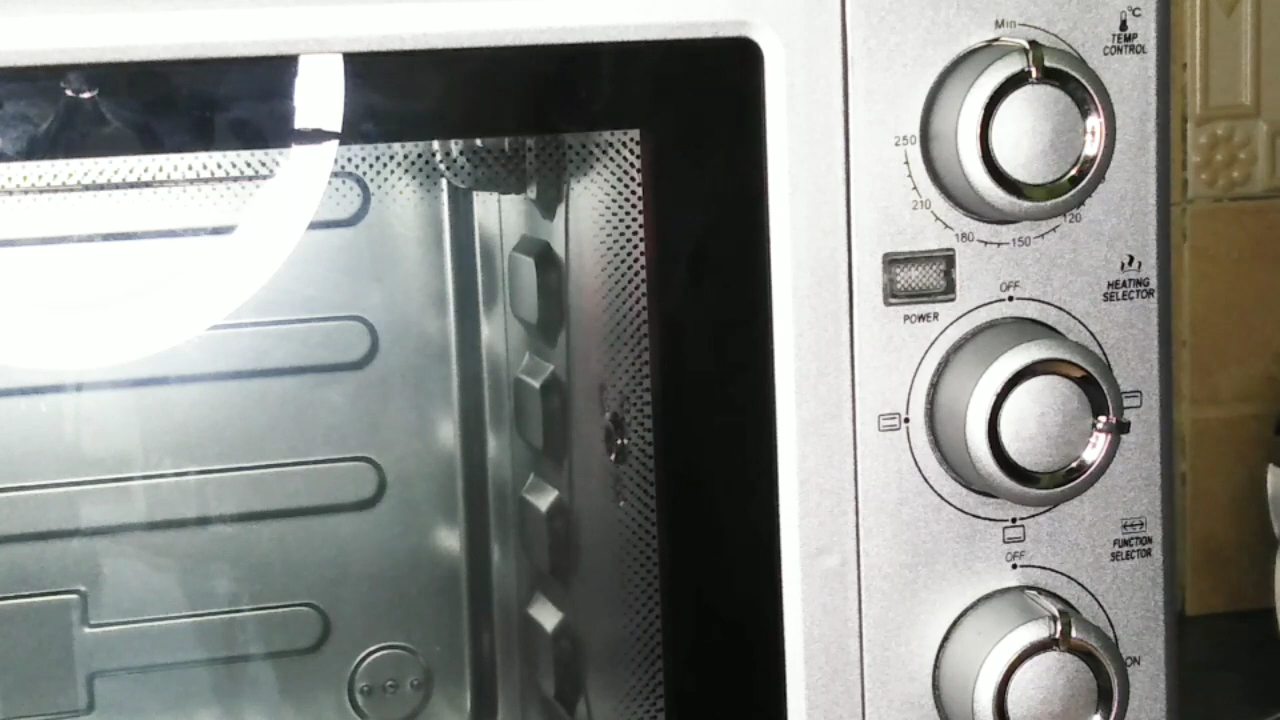 °C
TEMP
CONTROL
Min
250
210
180
150
120
HEATING
SELECTOR
POWER
OFF
FUNCTION
SELECTOR
OFF
ON